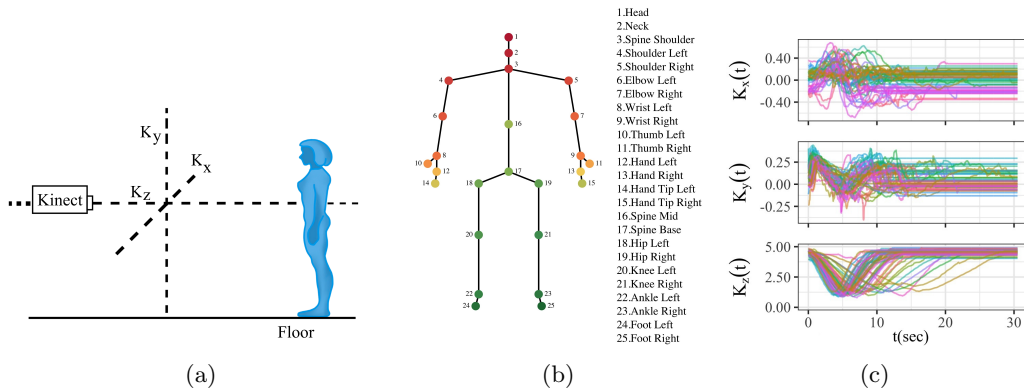 K_y
K_x
K_z
Kinect
Floor
(a)
1
2
3
4
5
6
7
16
8
9
10
11
12
13
14
15
17
18
19
20
21
22
23
24
25
1.Head
2.Neck
3.Spine Shoulder
4.Shoulder Left
5.Shoulder Right
6.Elbow Left
7.Elbow Right
8.Wrist Left
9.Wrist Right
10.Thumb Left
11.Thumb Right
12.Hand Left
13.Hand Right
14.Hand Tip Left
15.Hand Tip Right
16.Spine Mid
17.Spine Base
18.Hip Left
19.Hip Right
20.Knee Left
21.Knee Right
22.Ankle Left
23.Ankle Right
24.Foot Left
25.Foot Right
(b)
K_x(t)
0.40
0.00
-0.40
K_y(t)
0.25
0.00
-0.25
K_z(t)
5.00
2.50
0.00
0 10 20 30
t(sec)
(c)